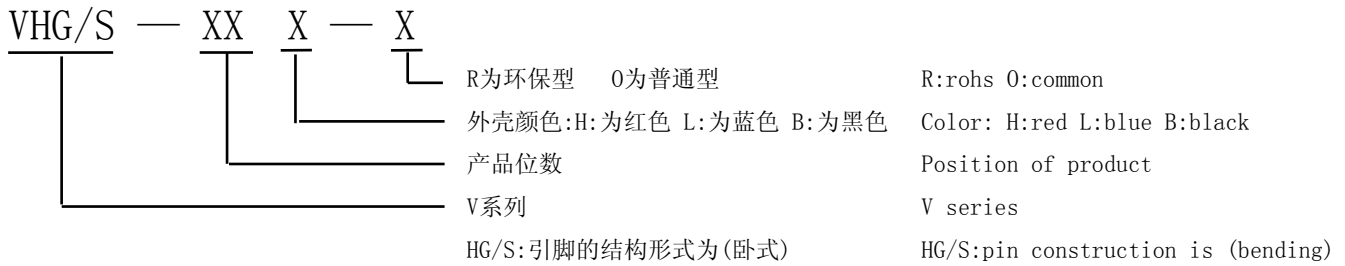 VHG/S — XX X — X
R为环保型 O为普通型 R:rohs O:common
外壳颜色:H:为红色 L:为蓝色 B:为黑色 Color: H:red L:blue B:black
产品位数 Position of product
V系列 V series
HG/S:引脚的结构形式为(卧式) HG/S:pin construction is (bending)